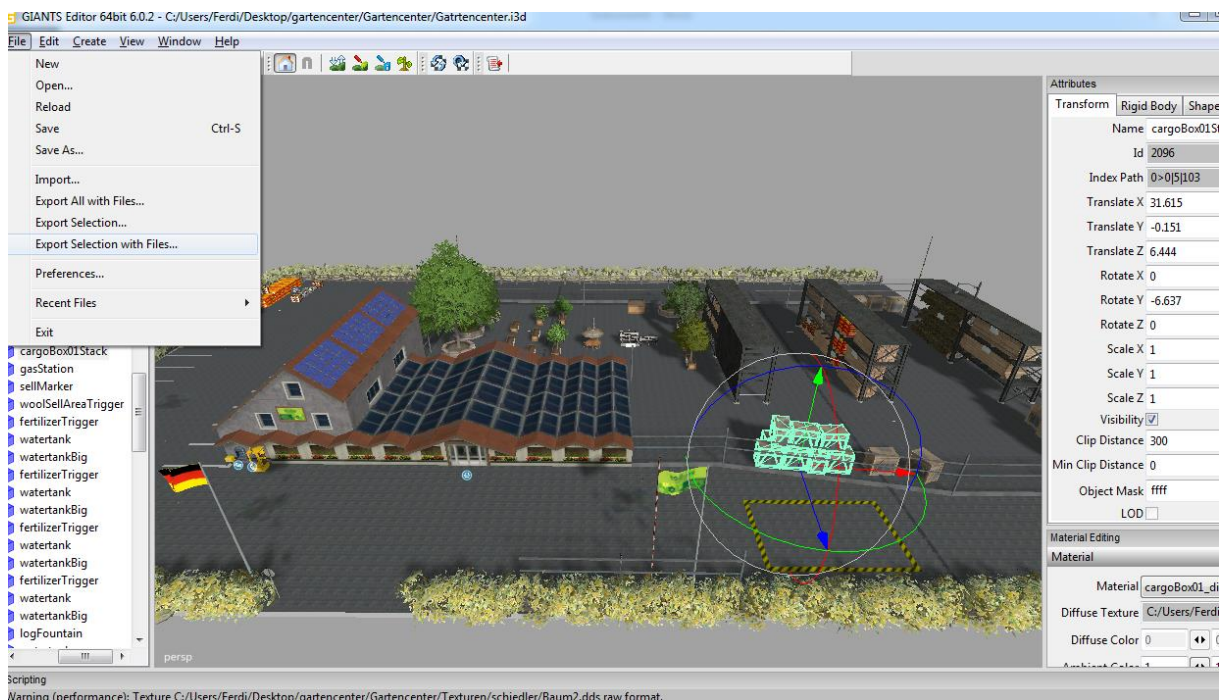 GIANTS Editor 64bit 6.0.2 - C:/Users/Ferdi/Desktop/gartencenter/Gartencenter/Gatrtencenter.i3d
File Edit Create View Window Help
New
Open...
Reload
Save Ctrl-S
Save As...
Import...
Export All with Files...
Export Selection...
Export Selection with Files...
Preferences...
Recent Files
Exit
cargoBox01Stack
gasStation
sellMarker
woolSellAreaTrigger
fertilizerTrigger
watertank
watertankBig
fertilizerTrigger
watertank
watertankBig
fertilizerTrigger
watertank
watertankBig
fertilizerTrigger
watertank
watertankBig
logFountain
persp
Attributes
Transform Rigid Body Shape
Name cargoBox01St
Id 2096
Index Path 0>0|5|103
Translate X 31.615
Translate Y -0.151
Translate Z 6.444
Rotate X 0
Rotate Y -6.637
Rotate Z 0
Scale X 1
Scale Y 1
Scale Z 1
Visibility
Clip Distance 300
Min Clip Distance 0
Object Mask ffff
LOD
Material Editing
Material
Material cargoBox01_di
Diffuse Texture C:/Users/Ferdi
Diffuse Color 0
Scripting
Warning (performance): Texture C:/Users/Ferdi/Desktop/gartencenter/Gartencenter/Texturen/schiedler/Baum2.dds raw format.